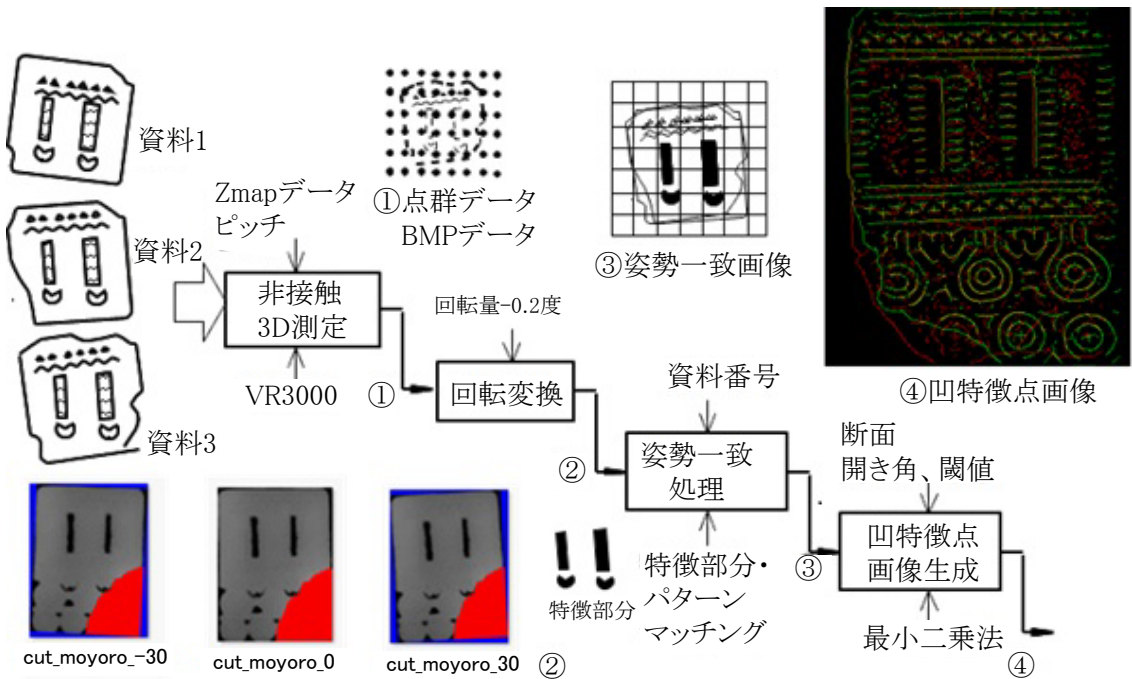 資料1
資料2
資料3
Zmapデータ
ピッチ
①点群データ
BMPデータ
③姿勢一致画像
④凹特徴点画像
非接触
3D測定
VR3000
①
回転量-0.2度
回転変換
②
資料番号
姿勢一致
処理
特徴部分・
パターン
マッチング
特徴部分
③
断面
開き角、閾値
凹特徴点
画像生成
最小二乗法
④
cut_moyoro_-30
cut_moyoro_0
cut_moyoro_30
②